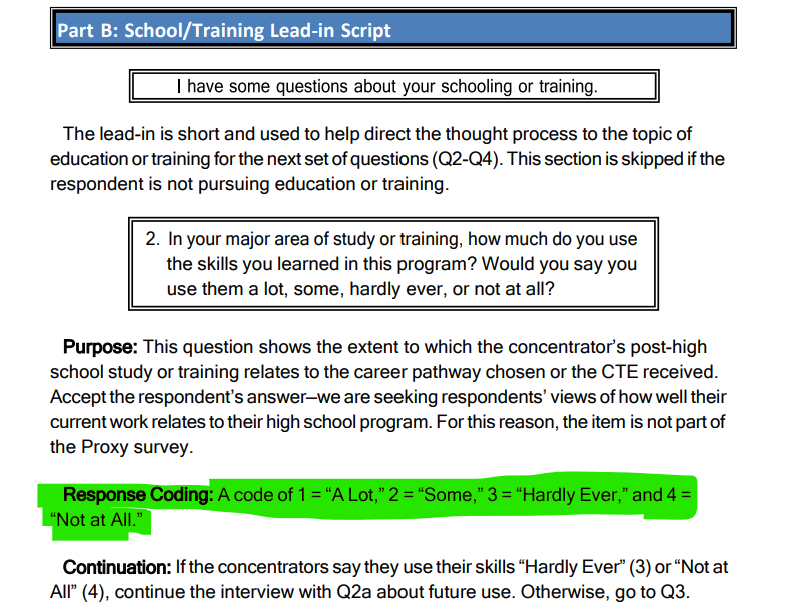 Part B: School/Training Lead-in Script
I have some questions about your schooling or training.
The lead-in is short and used to help direct the thought process to the topic of
education or training for the next set of questions (Q2-Q4). This section is skipped if the
respondent is not pursuing education or training.
2. In your major area of study or training, how much do you use
the skills you learned in this program? Would you say you
use them a lot, some, hardly ever, or not at all?
Purpose: This question shows the extent to which the concentrator’s post-high
school study or training relates to the career pathway chosen or the CTE received.
Accept the respondent’s answer—we are seeking respondents’ views of how well their
current work relates to their high school program. For this reason, the item is not part of
the Proxy survey.
Response Coding: A code of 1 = “A Lot,” 2 = “Some,” 3 = “Hardly Ever,” and 4 =
“Not at All.”
Continuation: If the concentrators say they use their skills “Hardly Ever” (3) or “Not at
All” (4), continue the interview with Q2a about future use. Otherwise, go to Q3.